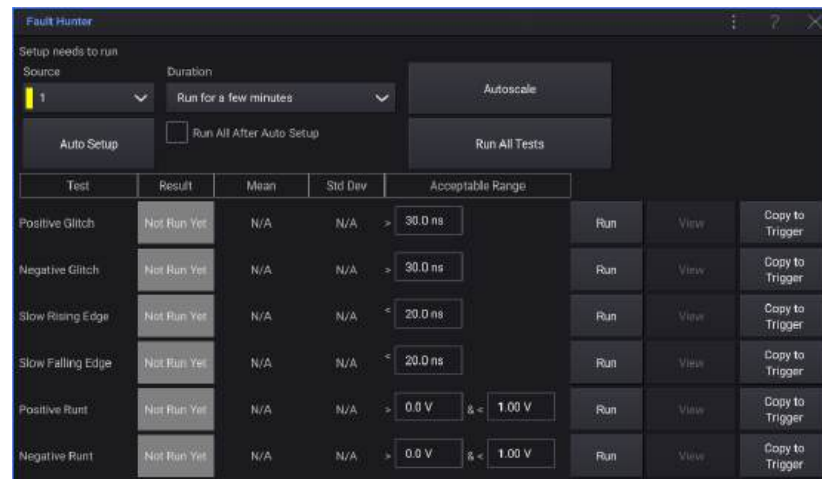 Fault Hunter
Setup needs to run
Source Duration
1 Run for a few minutes Autoscale
Auto Setup Run All After Auto Setup Run All Tests
Test Result Mean Std Dev Acceptable Range
Positive Glitch Not Run Yet N/A N/A > 30.0 ns Run View Copy to Trigger
Negative Glitch Not Run Yet N/A N/A > 30.0 ns Run View Copy to Trigger
Slow Rising Edge Not Run Yet N/A N/A < 20.0 ns Run View Copy to Trigger
Slow Falling Edge Not Run Yet N/A N/A < 20.0 ns Run View Copy to Trigger
Positive Runt Not Run Yet N/A N/A > 0.0 V & < 1.00 V Run View Copy to Trigger
Negative Runt Not Run Yet N/A N/A > 0.0 V & < 1.00 V Run View Copy to Trigger